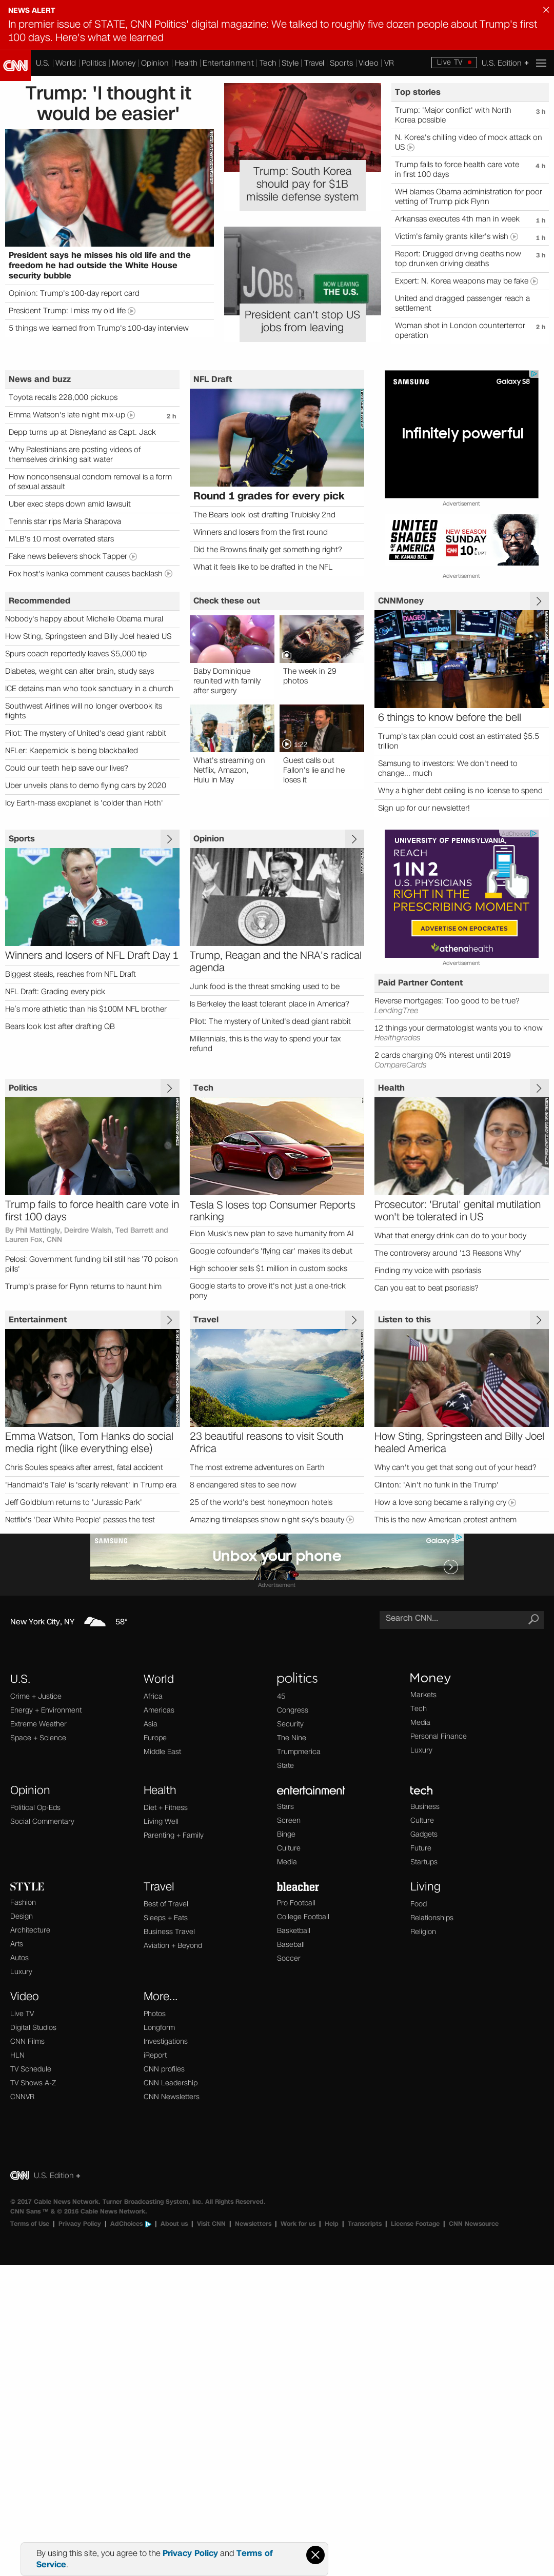 NEWS ALERT
In premier issue of STATE, CNN Politics' digital magazine: We talked to roughly five dozen people about Trump's first
100 days. Here's what we learned
CNN U.S. World Politics Money Opinion Health Entertainment Tech Style Travel Sports Video VR Live TV U.S. Edition +
Trump: 'I thought it
would be easier'
President says he misses his old life and the
freedom he had outside the White House
security bubble
Opinion: Trump's 100-day report card
President Trump: I miss my old life
5 things we learned from Trump's 100-day interview
Trump: South Korea
should pay for $1B
missile defense system
JOBS
NOW LEAVING
THE U.S.
President can't stop US
jobs from leaving
Top stories
Trump: 'Major conflict' with North
Korea possible
3 h
N. Korea's chilling video of mock attack on
US
Trump fails to force health care vote
in first 100 days
4 h
WH blames Obama administration for poor
vetting of Trump pick Flynn
Arkansas executes 4th man in week 1 h
Victim's family grants killer's wish 1 h
Report: Drugged driving deaths now
top drunken driving deaths
3 h
Expert: N. Korea weapons may be fake
United and dragged passenger reach a
settlement
Woman shot in London counterterror
operation
2 h
News and buzz
Toyota recalls 228,000 pickups
Emma Watson's late night mix-up 2 h
Depp turns up at Disneyland as Capt. Jack
Why Palestinians are posting videos of
themselves drinking salt water
How nonconsensual condom removal is a form
of sexual assault
Uber exec steps down amid lawsuit
Tennis star rips Maria Sharapova
MLB's 10 most overrated stars
Fake news believers shock Tapper
Fox host's Ivanka comment causes backlash
NFL Draft
15
Round 1 grades for every pick
The Bears look lost drafting Trubisky 2nd
Winners and losers from the first round
Did the Browns finally get something right?
What it feels like to be drafted in the NFL
SAMSUNG Galaxy S8
Infinitely powerful
Advertisement
UNITED
SHADES
OF AMERICA
W. KAMAU BELL
NEW SEASON
SUNDAY
CNN 10P
Advertisement
Recommended
Nobody's happy about Michelle Obama mural
How Sting, Springsteen and Billy Joel healed US
Spurs coach reportedly leaves $5,000 tip
Diabetes, weight can alter brain, study says
ICE detains man who took sanctuary in a church
Southwest Airlines will no longer overbook its
flights
Pilot: The mystery of United's dead giant rabbit
NFLer: Kaepernick is being blackballed
Could our teeth help save our lives?
Uber unveils plans to demo flying cars by 2020
Icy Earth-mass exoplanet is 'colder than Hoth'
Check these out
Baby Dominique
reunited with family
after surgery
The week in 29
photos
What's streaming on
Netflix, Amazon,
Hulu in May
1:22
Guest calls out
Fallon's lie and he
loses it
CNNMoney
DIAGEO
6 things to know before the bell
Trump's tax plan could cost an estimated $5.5
trillion
Samsung to investors: We don't need to
change... much
Why a higher debt ceiling is no license to spend
Sign up for our newsletter!
Sports
Winners and losers of NFL Draft Day 1
Biggest steals, reaches from NFL Draft
NFL Draft: Grading every pick
He's more athletic than his $100M NFL brother
Bears look lost after drafting QB
Opinion
NRA
Trump, Reagan and the NRA's radical
agenda
Junk food is the threat smoking used to be
Is Berkeley the least tolerant place in America?
Pilot: The mystery of United's dead giant rabbit
Millennials, this is the way to spend your tax
refund
AdChoices
UNIVERSITY OF PENNSYLVANIA,
REACH
1 IN 2
U.S. PHYSICIANS
RIGHT IN THE
PRESCRIBING MOMENT
ADVERTISE ON EPOCRATES
athenahealth
Advertisement
Paid Partner Content
Reverse mortgages: Too good to be true?
LendingTree
12 things your dermatologist wants you to know
Healthgrades
2 cards charging 0% interest until 2019
CompareCards
Politics
Trump fails to force health care vote in
first 100 days
By Phil Mattingly, Deirdre Walsh, Ted Barrett and
Lauren Fox, CNN
Pelosi: Government funding bill still has '70 poison
pills'
Trump's praise for Flynn returns to haunt him
Tech
Tesla S loses top Consumer Reports
ranking
Elon Musk's new plan to save humanity from AI
Google cofounder's 'flying car' makes its debut
High schooler sells $1 million in custom socks
Google starts to prove it's not just a one-trick
pony
Health
Prosecutor: 'Brutal' genital mutilation
won't be tolerated in US
What that energy drink can do to your body
The controversy around '13 Reasons Why'
Finding my voice with psoriasis
Can you eat to beat psoriasis?
Entertainment
Emma Watson, Tom Hanks do social
media right (like everything else)
Chris Soules speaks after arrest, fatal accident
'Handmaid's Tale' is 'scarily relevant' in Trump era
Jeff Goldblum returns to 'Jurassic Park'
Netflix's 'Dear White People' passes the test
Travel
23 beautiful reasons to visit South
Africa
The most extreme adventures on Earth
8 endangered sites to see now
25 of the world's best honeymoon hotels
Amazing timelapses show night sky's beauty
Listen to this
How Sting, Springsteen and Billy Joel
healed America
Why can't you get that song out of your head?
Clinton: 'Ain't no funk in the Trump'
How a love song became a rallying cry
This is the new American protest anthem
SAMSUNG
Unbox your phone
Galaxy S8
Advertisement
New York City, NY 58°
Search CNN...
U.S.
Crime + Justice
Energy + Environment
Extreme Weather
Space + Science
World
Africa
Americas
Asia
Europe
Middle East
politics
45
Congress
Security
The Nine
Trumpmerica
State
Money
Markets
Tech
Media
Personal Finance
Luxury
Opinion
Political Op-Eds
Social Commentary
Health
Diet + Fitness
Living Well
Parenting + Family
entertainment
Stars
Screen
Binge
Culture
Media
tech
Business
Culture
Gadgets
Future
Startups
STYLE
Fashion
Design
Architecture
Arts
Autos
Luxury
Travel
Best of Travel
Sleeps + Eats
Business Travel
Aviation + Beyond
bleacher
Pro Football
College Football
Basketball
Baseball
Soccer
Living
Food
Relationships
Religion
Video
Live TV
Digital Studios
CNN Films
HLN
TV Schedule
TV Shows A-Z
CNNVR
More...
Photos
Longform
Investigations
iReport
CNN profiles
CNN Leadership
CNN Newsletters
CNN U.S. Edition +
© 2017 Cable News Network. Turner Broadcasting System, Inc. All Rights Reserved.
CNN Sans ™ & © 2016 Cable News Network.
Terms of Use | Privacy Policy | AdChoices | About us | Visit CNN | Newsletters | Work for us | Help | Transcripts | License Footage | CNN Newsource
By using this site, you agree to the Privacy Policy and Terms of
Service.